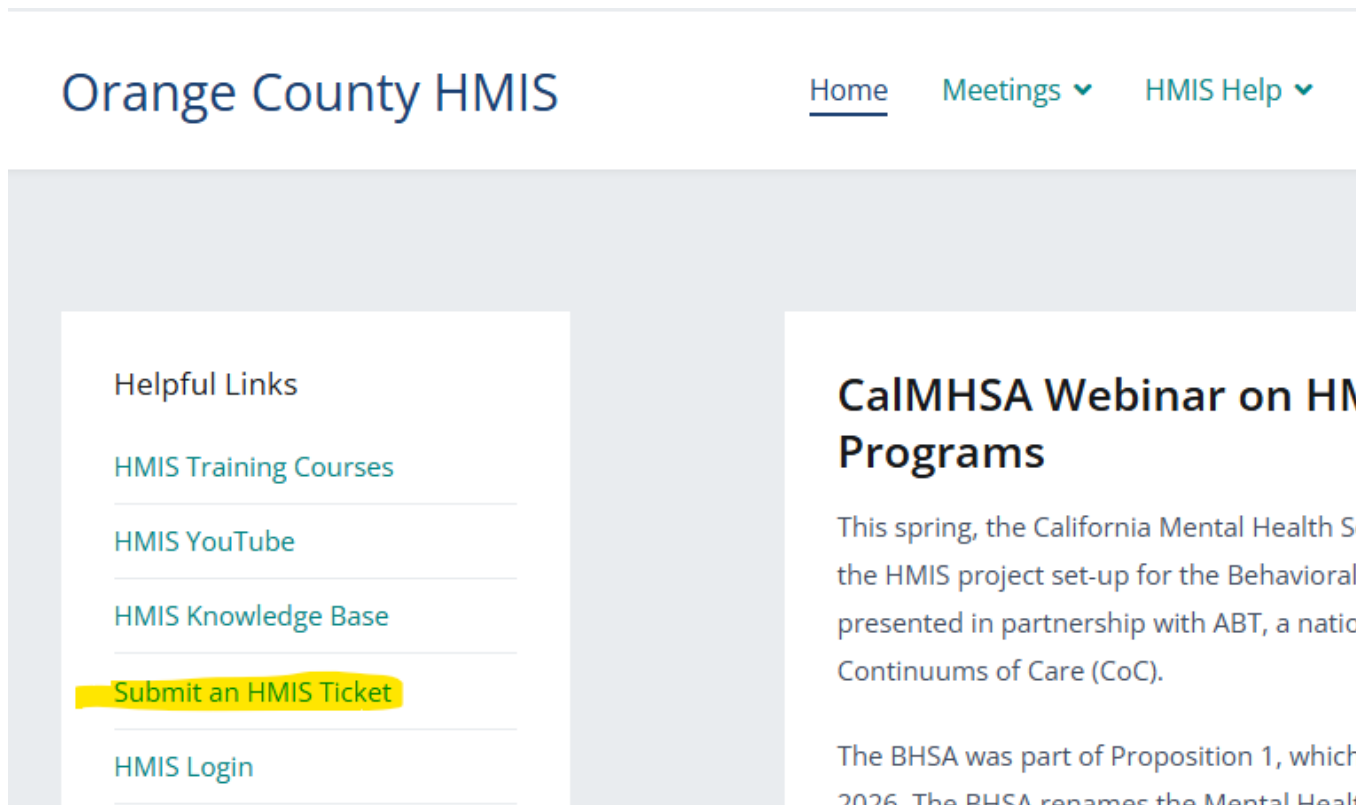 Orange County HMIS
Home Meetings HMIS Help
Helpful Links
HMIS Training Courses
HMIS YouTube
HMIS Knowledge Base
Submit an HMIS Ticket
HMIS Login
CalMHSA Webinar on
Programs
This spring, the California Mental Health
the HMIS project set-up for the Behavioral
presented in partnership with ABT, a
Continuums of Care (CoC).
The BHSA was part of Proposition 1, which
2026. The BHSA renames the Mental